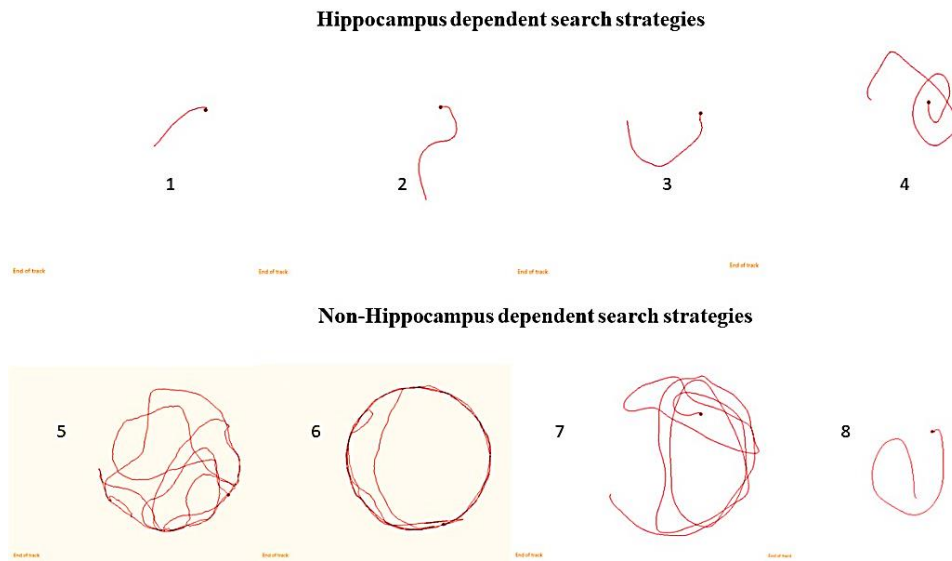 Hippocampus dependent search strategies
1 2 3 4
End of track End of track End of track End of track
Non-Hippocampus dependent search strategies
5 6 7 8
End of track End of track End of track End of track